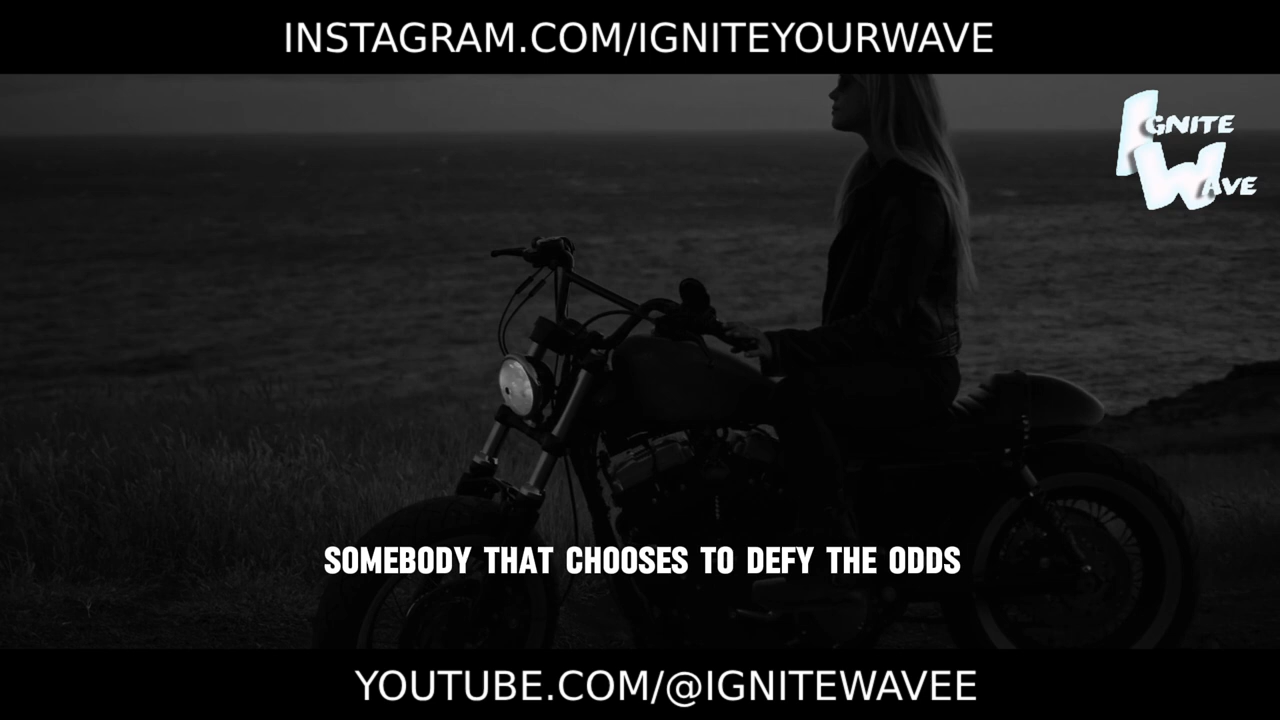 INSTAGRAM.COM/IGNITEYOURWAVE
IGNITE
WAVE
SOMEBODY THAT CHOOSES TO DEFY THE ODDS
YOUTUBE.COM/@IGNITEWAVEE